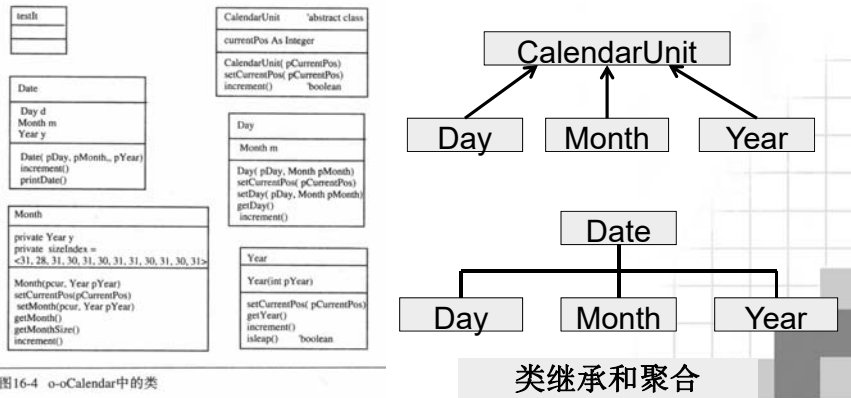 testIt
CalendarUnit 'abstract class
currentPos As Integer
CalendarUnit( pCurrentPos)
setCurrentPos( pCurrentPos)
increment() 'boolean
Date
Day d
Month m
Year y
Date( pDay, pMonth,, pYear)
increment()
printDate()
Day
Month m
Day( pDay, Month pMonth)
setCurrentPos( pCurrentPos)
setDay( pDay, Month pMonth)
getDay()
increment()
Month
private Year y
private sizeIndex =
<31, 28, 31, 30, 31, 30, 31, 31, 30, 31, 30, 31>
Month(pcur, Year pYear)
setCurrentPos(pCurrentPos)
setMonth(pcur, Year pYear)
getMonth()
getMonthSize()
increment()
Year
Year(int pYear)
setCurrentPos( pCurrentPos)
getYear()
increment()
isleap() 'boolean
图16-4 o-oCalendar中的类
CalendarUnit
Day Month Year
Date
Day Month Year
类继承和聚合